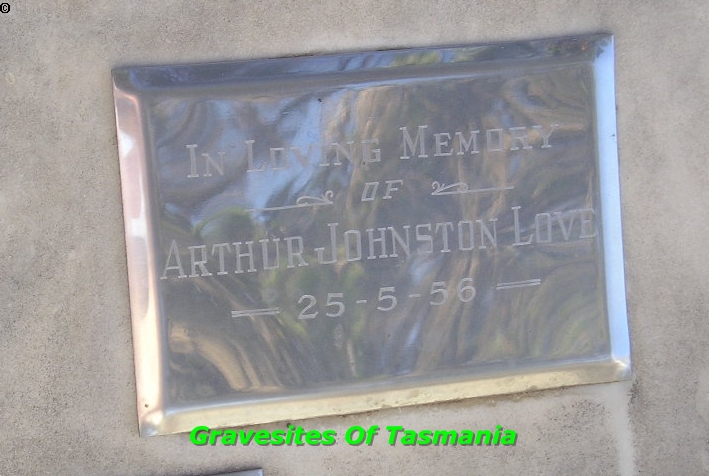 ©
In Loving Memory
OF
Arthur Johnston Love
25-5-56
Gravesites Of Tasmania